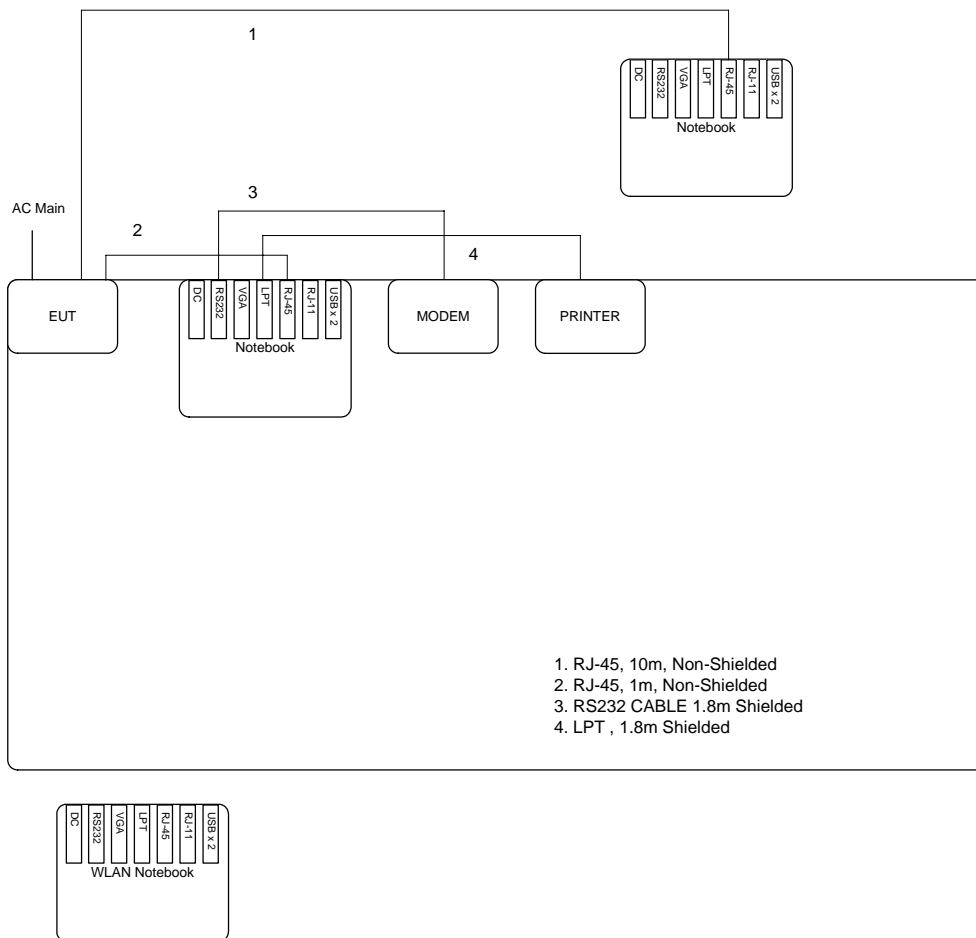 1
DC
RS232
VGA
LPT
RJ-45
RJ-11
USB x 2
Notebook
3
AC Main
2
4
EUT
DC
RS232
VGA
LPT
RJ-45
RJ-11
USB x 2
Notebook
MODEM
PRINTER
1. RJ-45, 10m, Non-Shielded
2. RJ-45, 1m, Non-Shielded
3. RS232 CABLE 1.8m Shielded
4. LPT , 1.8m Shielded
DC
RS232
VGA
LPT
RJ-45
RJ-11
USB x 2
WLAN Notebook